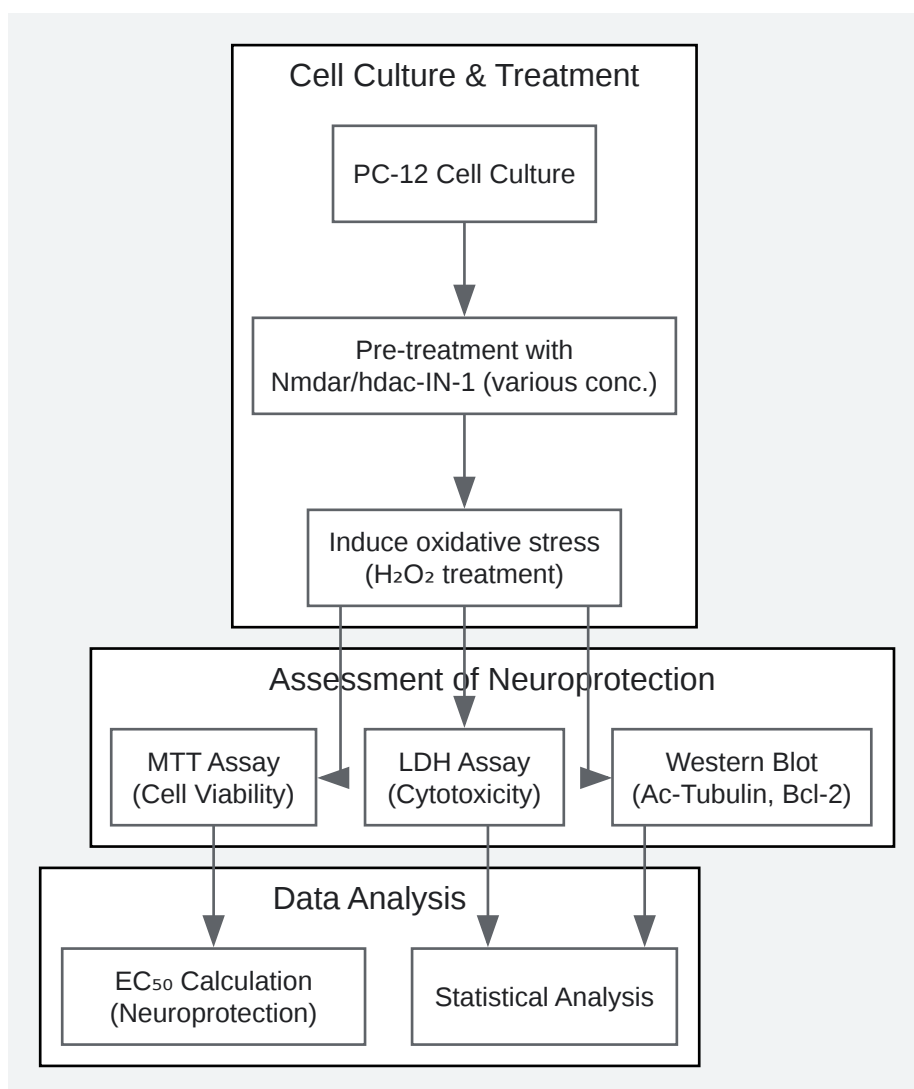 Cell Culture & Treatment
PC-12 Cell Culture
Pre-treatment with
Nmdar/hdac-IN-1 (various conc.)
Induce oxidative stress
(H₂O₂ treatment)
Assessment of Neuroprotection
MTT Assay
(Cell Viability)
LDH Assay
(Cytotoxicity)
Western Blot
(Ac-Tubulin, Bcl-2)
Data Analysis
EC₅₀ Calculation
(Neuroprotection)
Statistical Analysis